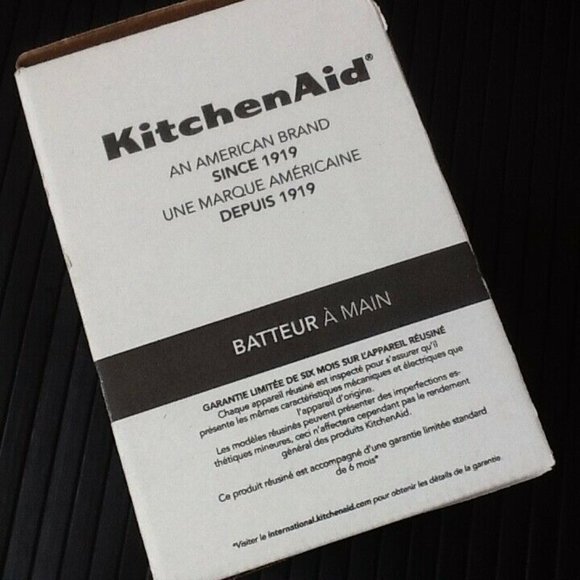 KitchenAid®
AN AMERICAN BRAND
SINCE 1919
UNE MARQUE AMÉRICAINE
DEPUIS 1919
BATTEUR À MAIN
GARANTIE LIMITÉE DE SIX MOIS SUR L'APPAREIL RÉUSINÉ
Chaque appareil réusiné est inspecté pour s'assurer qu'il
présente les mêmes caractéristiques mécaniques et électriques que
l'appareil d'origine.
Les modèles réusinés peuvent présenter des imperfections es-
thétiques mineures, ceci n'affectera cependant pas le rendement
général des produits KitchenAid.
Ce produit réusiné est accompagné d'une garantie limitée standard
de 6 mois*
*Visiter le international.kitchenaid.com pour obtenir les détails de la garantie